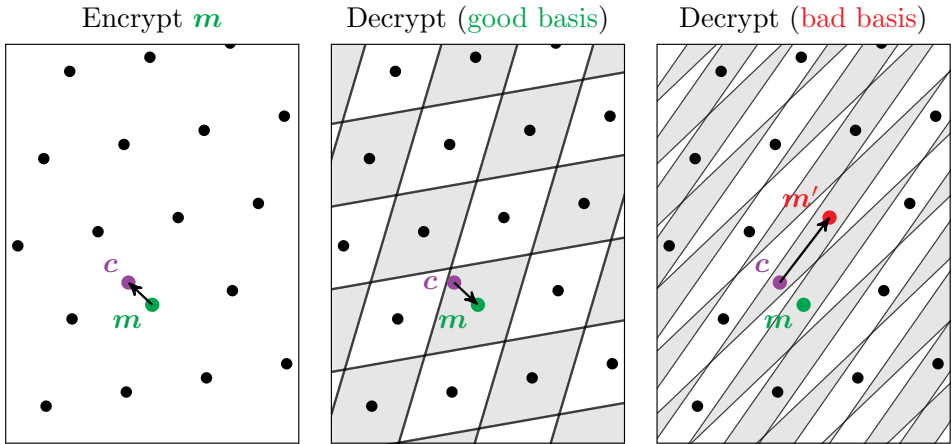 Encrypt m
Decrypt (good basis)
Decrypt (bad basis)
c
m
c
m
m′
c
m